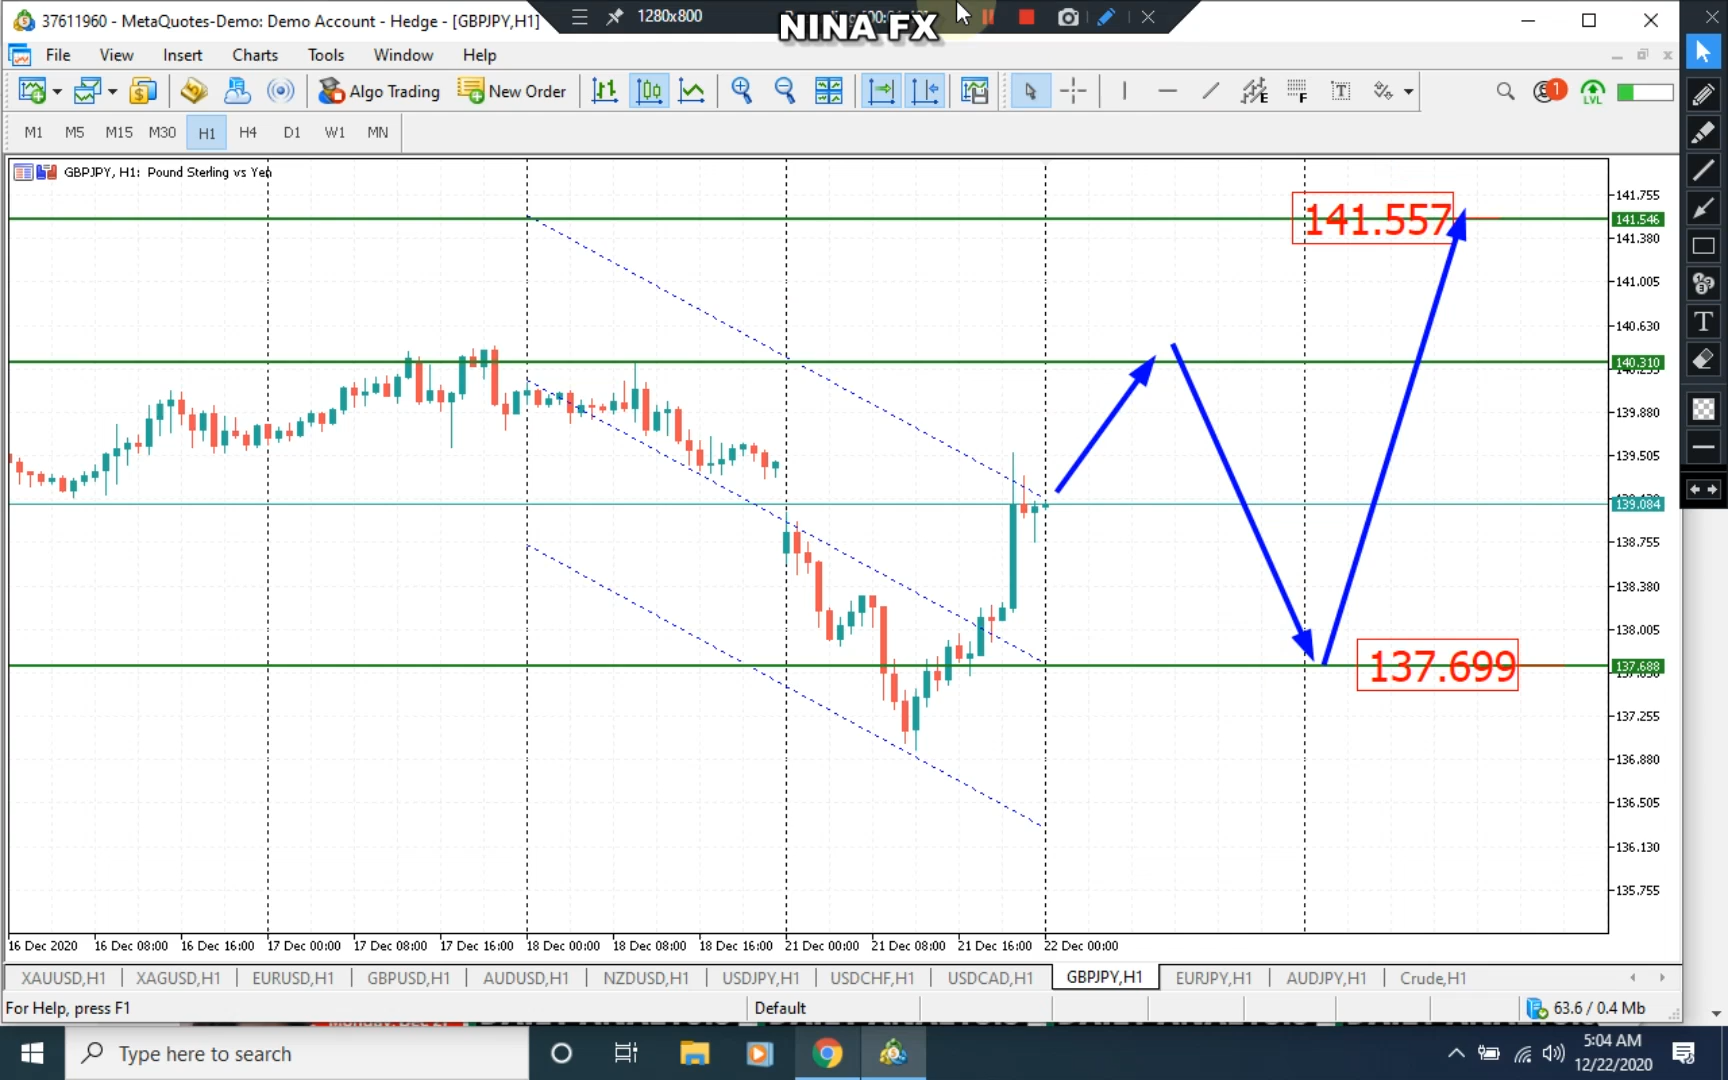 37611960 - MetaQuotes-Demo: Demo Account - Hedge - [GBPJPY,H1]
1280x800
NINA FX
File View Insert Charts Tools Window Help
Algo Trading New Order
E F T 1 LVL
M1 M5 M15 M30 H1 H4 D1 W1 MN
GBPJPY, H1: Pound Sterling vs Yen
141.755
141.546
141.557
141.380
141.005
140.630
140.310
139.880
139.505
139.084
138.755
138.380
138.005
137.688
137.699
137.255
136.880
136.505
136.130
135.755
16 Dec 2020 16 Dec 08:00 16 Dec 16:00 17 Dec 00:00 17 Dec 08:00 17 Dec 16:00 18 Dec 00:00 18 Dec 08:00 18 Dec 16:00 21 Dec 00:00 21 Dec 08:00 21 Dec 16:00 22 Dec 00:00
XAUUSD,H1 XAGUSD,H1 EURUSD,H1 GBPUSD,H1 AUDUSD,H1 NZDUSD,H1 USDJPY,H1 USDCHF,H1 USDCAD,H1 GBPJPY,H1 EURJPY,H1 AUDJPY,H1 Crude,H1
For Help, press F1 Default 63.6 / 0.4 Mb
Type here to search
5:04 AM
12/22/2020